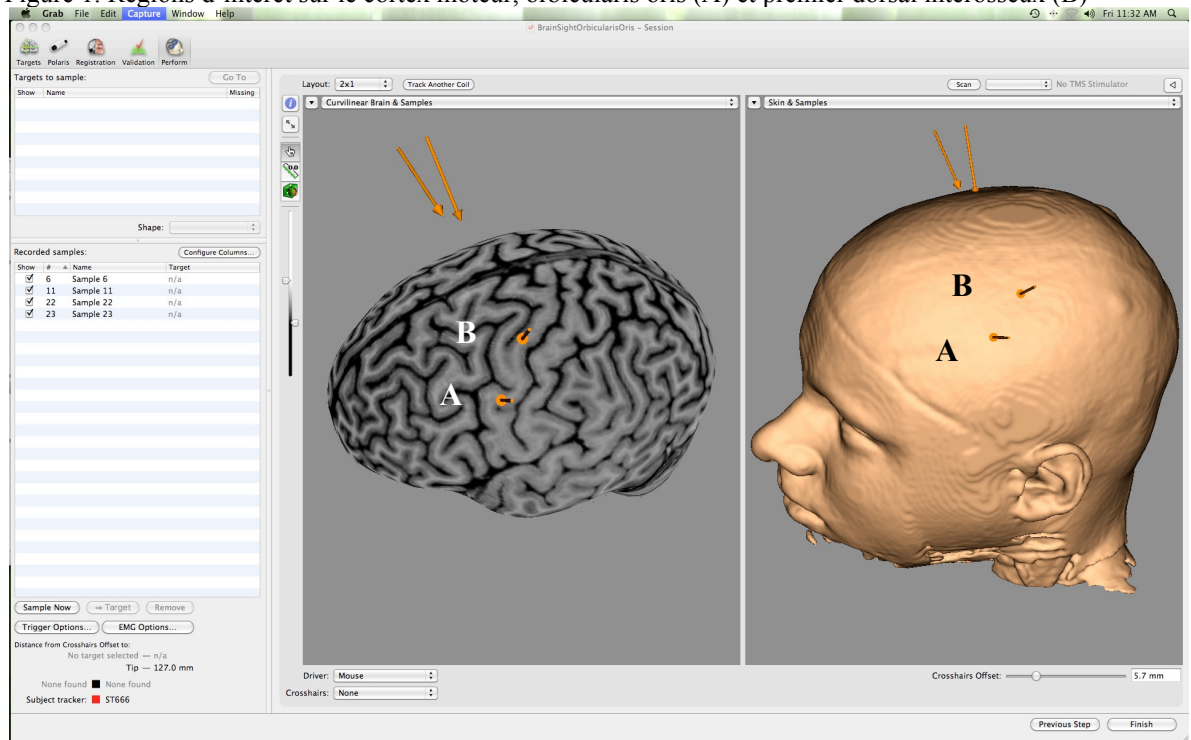 Figure 1. Régions d'intérêt sur le cortex moteur, orbicularis oris (A) et premier dorsal interosseux (B)
Grab File Edit Capture Window Help Fri 11:32 AM
BrainSightOrbicularisOris – Session
Targets Polaris Registration Validation Perform
Targets to sample: Go To
Show Name Missing
Shape:
Recorded samples: Configure Columns...
Show # Name Target
6 Sample 6 n/a
11 Sample 11 n/a
22 Sample 22 n/a
23 Sample 23 n/a
Sample Now ⇒ Target Remove
Trigger Options... EMG Options...
Distance from Crosshairs Offset to:
No target selected — n/a
Tip — 127.0 mm
None found None found
Subject tracker: ST666
Layout: 2x1 Track Another Coil Scan No TMS Stimulator
Curvilinear Brain & Samples
B
A
Skin & Samples
B
A
Driver: Mouse
Crosshairs: None
Crosshairs Offset: 5.7 mm
Previous Step Finish